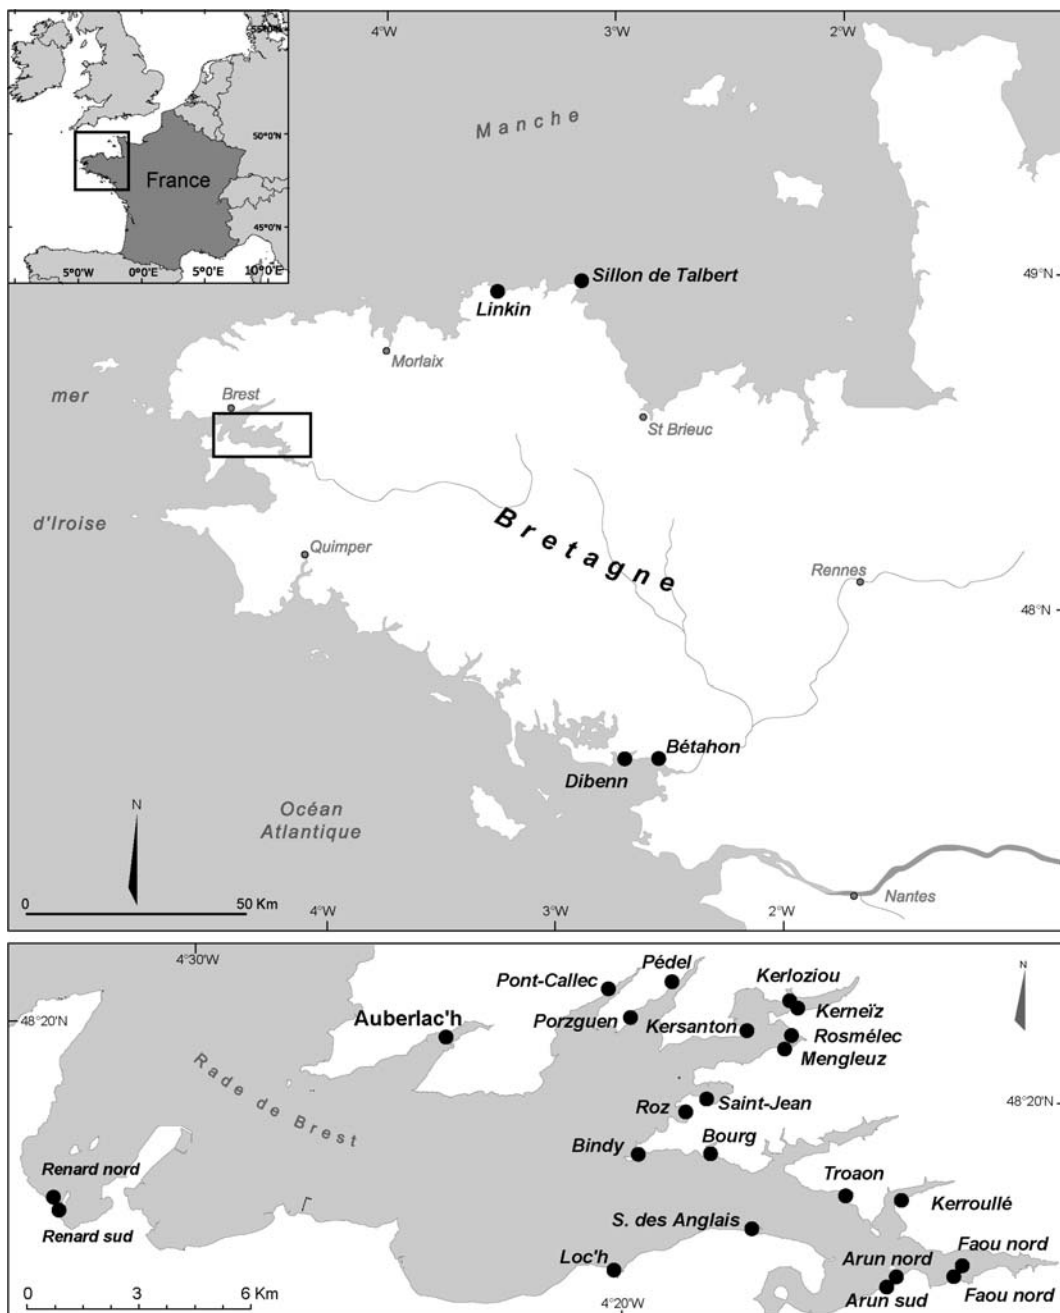 55°0'N
50°0'N
France
45°0'N
5°0'W 0°0'E 5°0'E 10°0'E
4°W 3°W 2°W
Manche
49°N
Sillon de Talbert
Linkin
Morlaix
mer
Brest
St Brieuc
d'Iroise
Bretagne
Quimper
Rennes
48°N
Bétahon
Dibenn
N
Océan
Atlantique
0 50 Km
Nantes
4°W 3°W 2°W
4°30'W
N
Pédel
Pont-Callec
Kerloziou
48°20'N
Auberlac'h
Porzguen
Kersanton
Kerneïz
Rosmélec
Mengleuz
Rade de Brest
48°20'N
Roz
Saint-Jean
Bindy
Bourg
Renard nord
Troaon
Kerroullé
Renard sud
S. des Anglais
Faou nord
Loc'h
Arun nord
Faou nord
Arun sud
0 3 6 Km
4°20'W